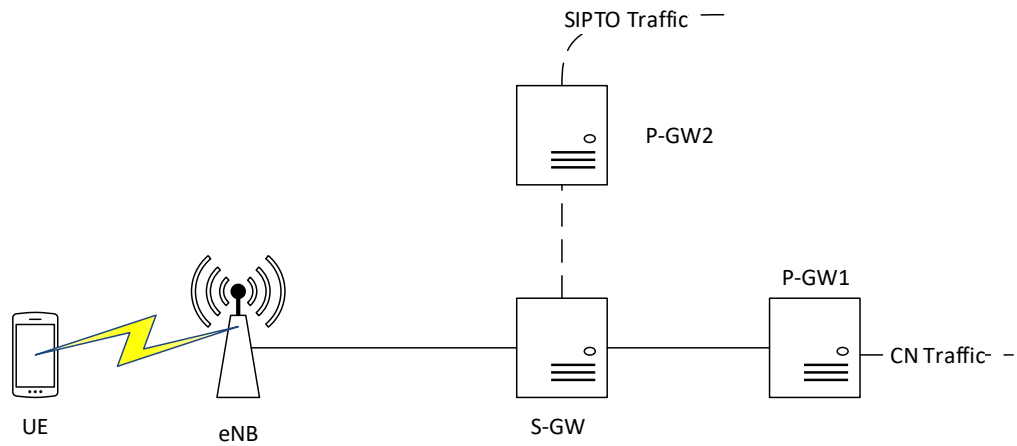 SIPTO Traffic
P-GW2
P-GW1
CN Traffic
UE
eNB
S-GW